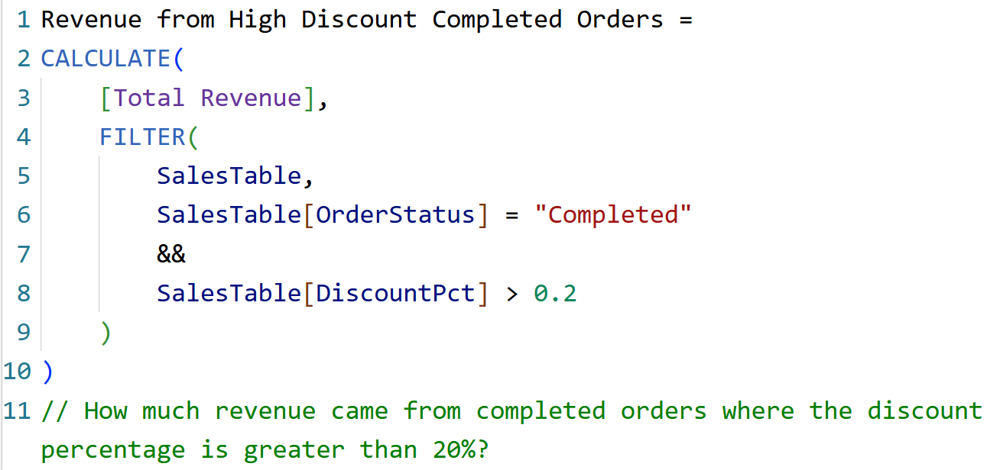 1 Revenue from High Discount Completed Orders =
2 CALCULATE(
3     [Total Revenue],
4     FILTER(
5         SalesTable,
6         SalesTable[OrderStatus] = "Completed"
7         &&
8         SalesTable[DiscountPct] > 0.2
9     )
10 )
11 // How much revenue came from completed orders where the discount
percentage is greater than 20%?